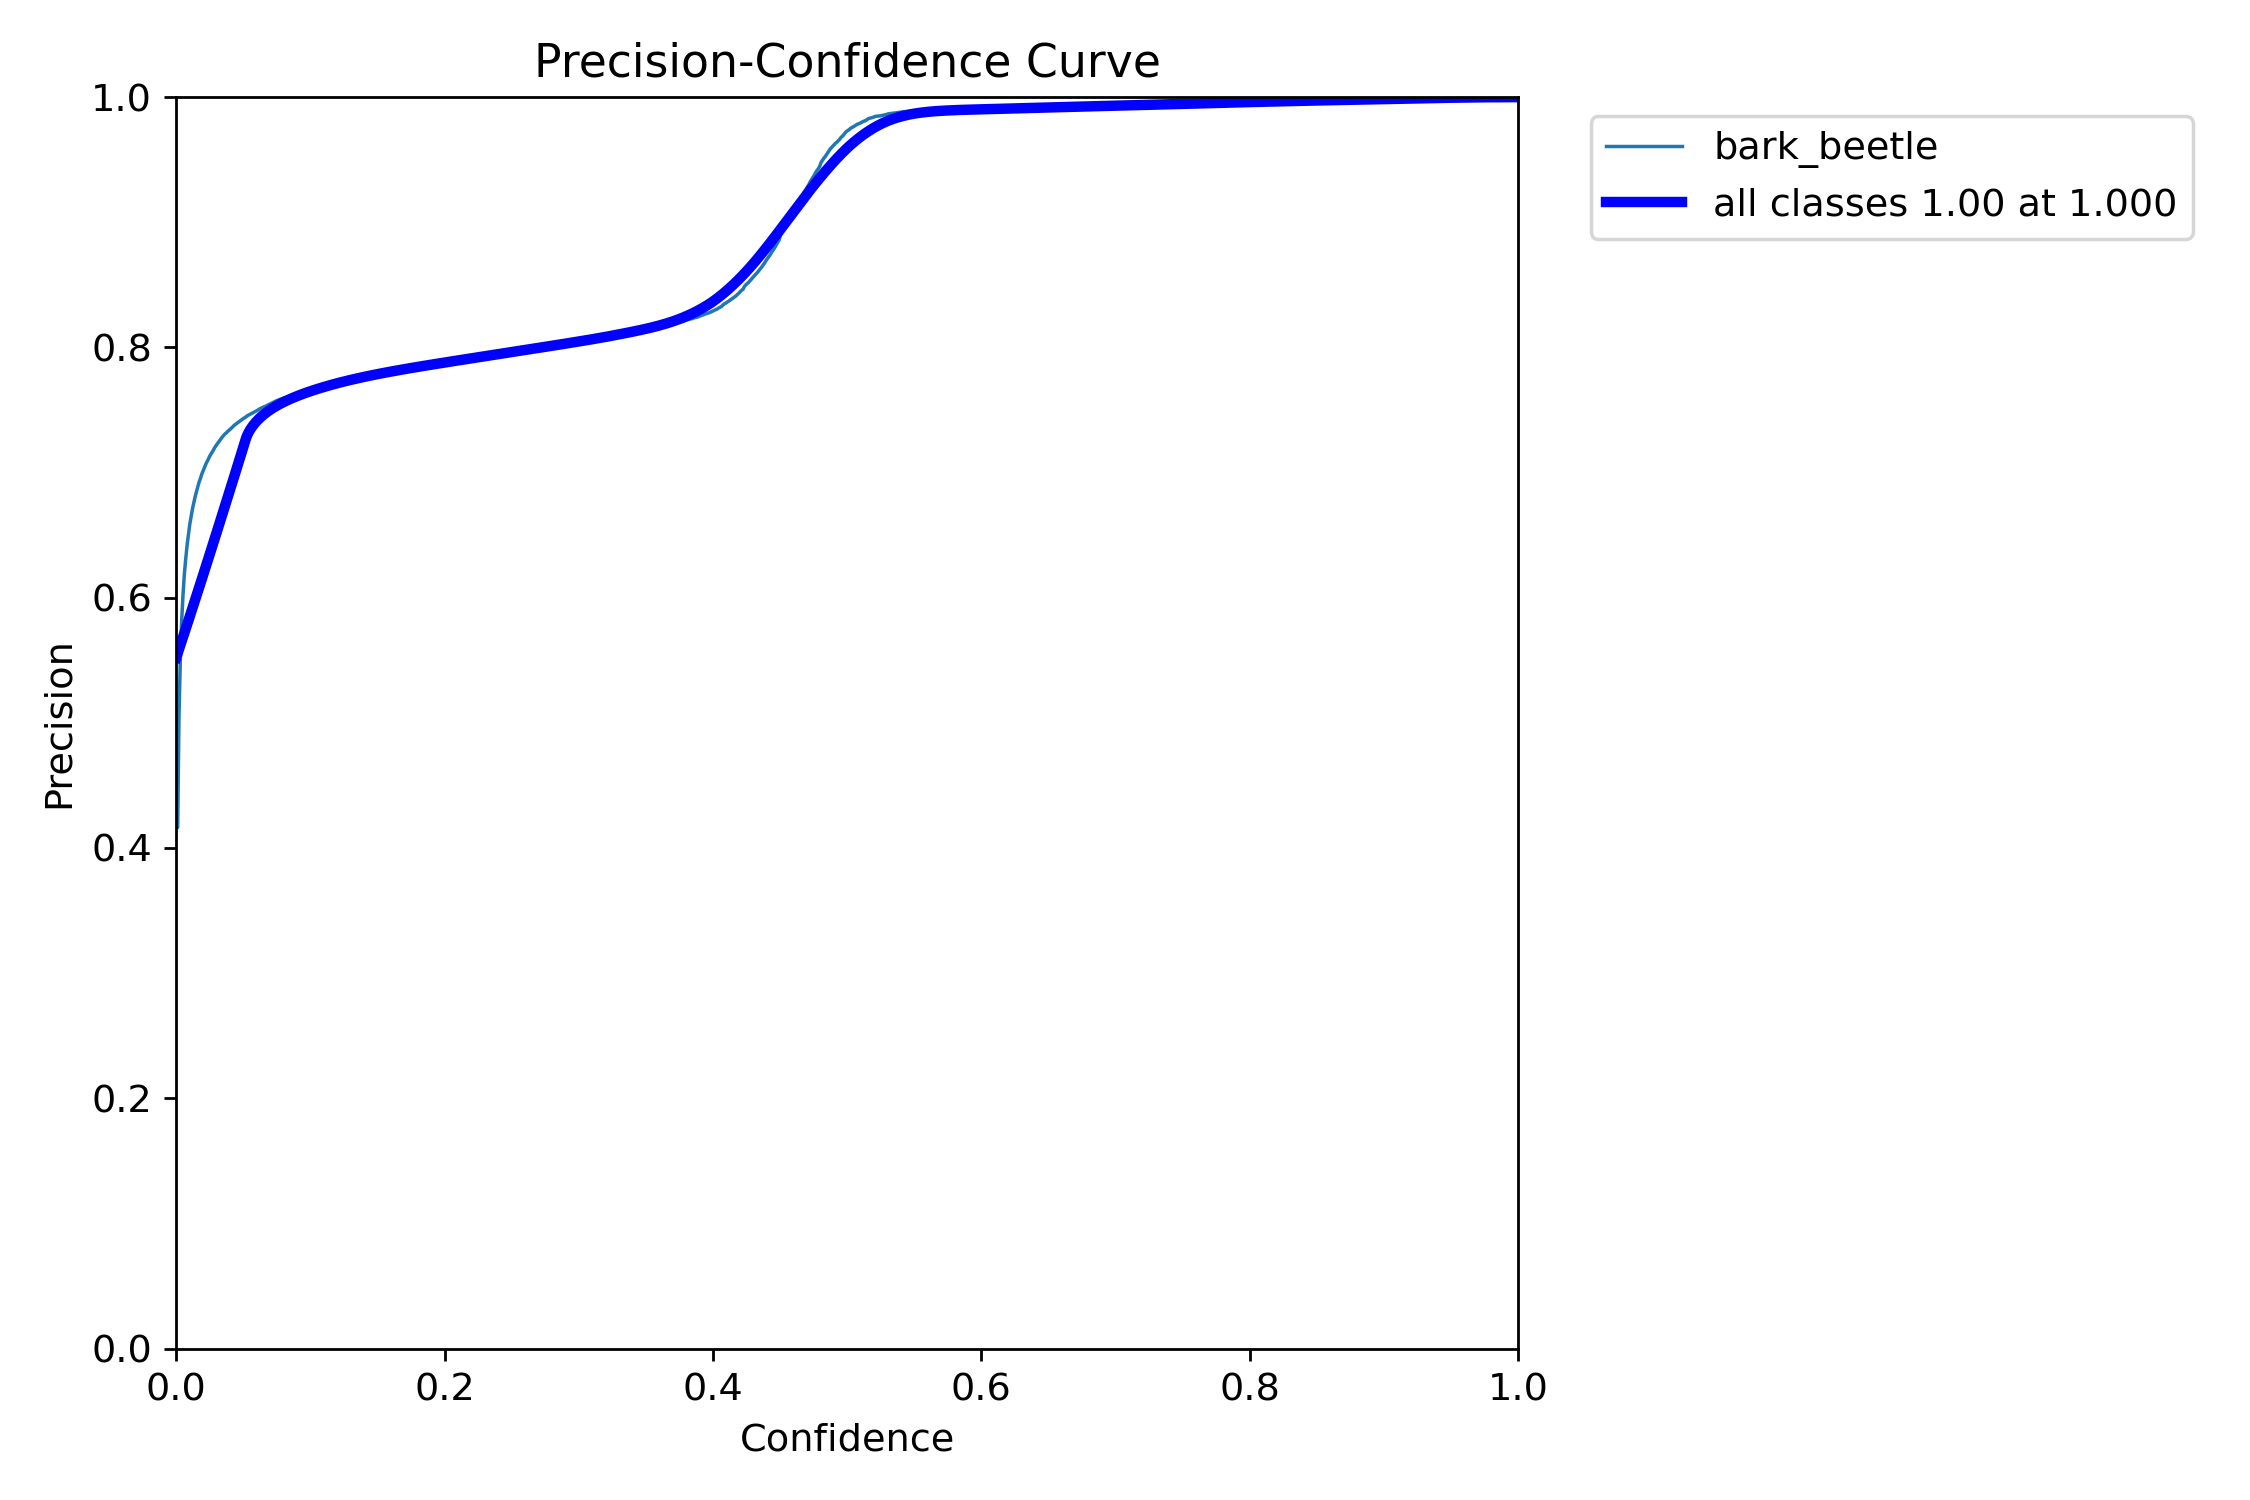 Precision-Confidence Curve
1.0
0.8
0.6
0.4
0.2
0.0
Precision
0.0 0.2 0.4 0.6 0.8 1.0
Confidence
bark_beetle
all classes 1.00 at 1.000